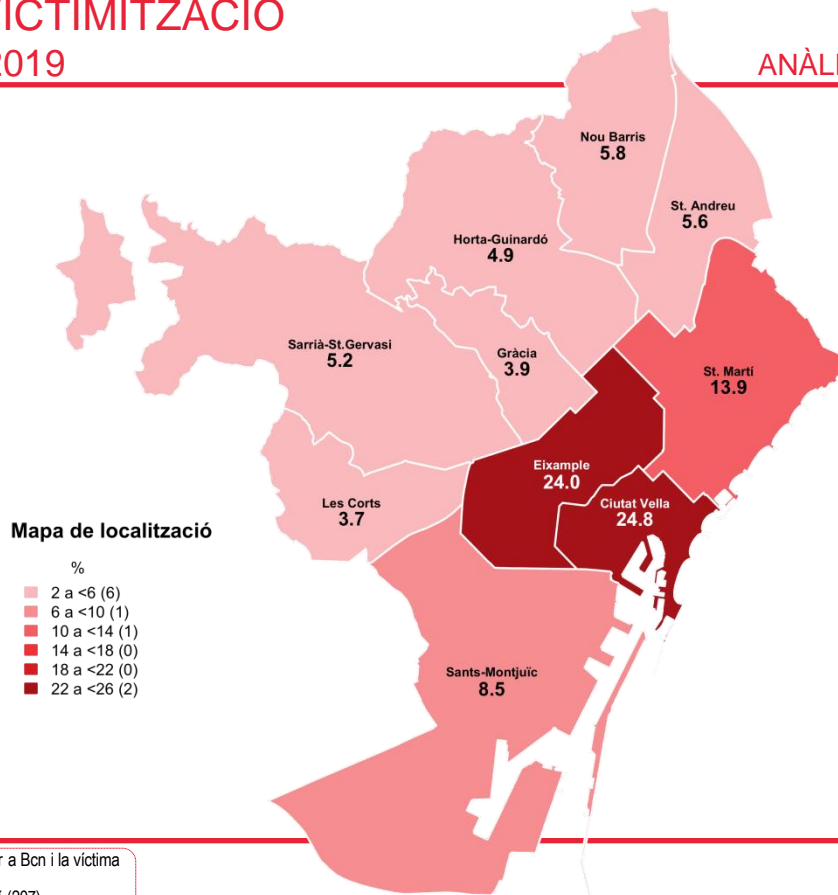 VICTIMITZACIÓ
2019
ANÀLI
Nou Barris
5.8
St. Andreu
5.6
Horta-Guinardó
4.9
Sarrià-St.Gervasi
5.2
Gràcia
3.9
St. Martí
13.9
Eixample
24.0
Ciutat Vella
24.8
Les Corts
3.7
Mapa de localització
%
2 a <6 (6)
6 a <10 (1)
10 a <14 (1)
14 a <18 (0)
18 a <22 (0)
22 a <26 (2)
Sants-Montjuïc
8.5
r a Bcn i la víctima